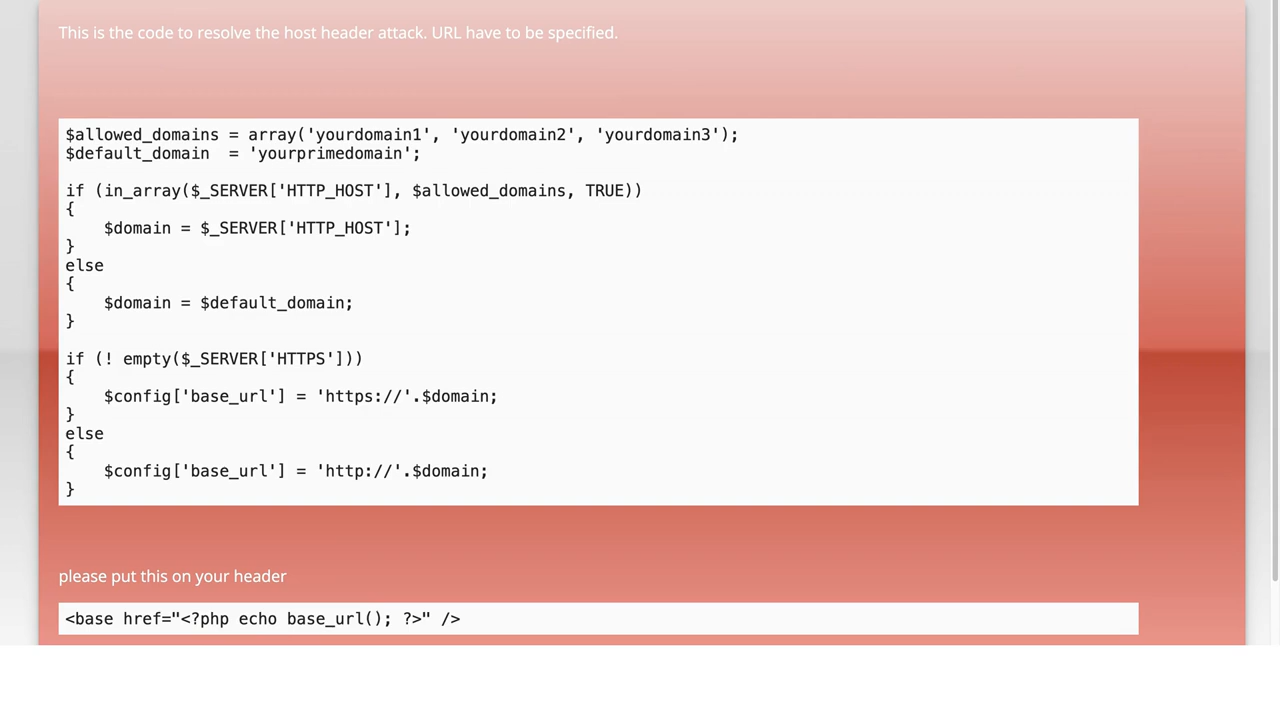 This is the code to resolve the host header attack. URL have to be specified.
$allowed_domains = array('yourdomain1', 'yourdomain2', 'yourdomain3');
$default_domain  = 'yourprimedomain';
if (in_array($_SERVER['HTTP_HOST'], $allowed_domains, TRUE))
{
    $domain = $_SERVER['HTTP_HOST'];
}
else
{
    $domain = $default_domain;
}
if (! empty($_SERVER['HTTPS']))
{
    $config['base_url'] = 'https://'.$domain;
}
else
{
    $config['base_url'] = 'http://'.$domain;
}
please put this on your header
<base href="<?php echo base_url(); ?>" />